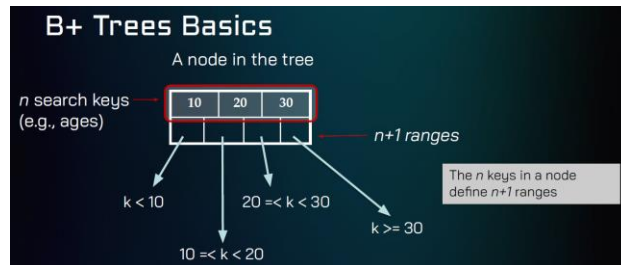 B+ Trees Basics
A node in the tree
n search keys
(e.g., ages)
10 20 30
n+1 ranges
The n keys in a node
define n+1 ranges
k < 10
20 =< k < 30
k >= 30
10 =< k < 20